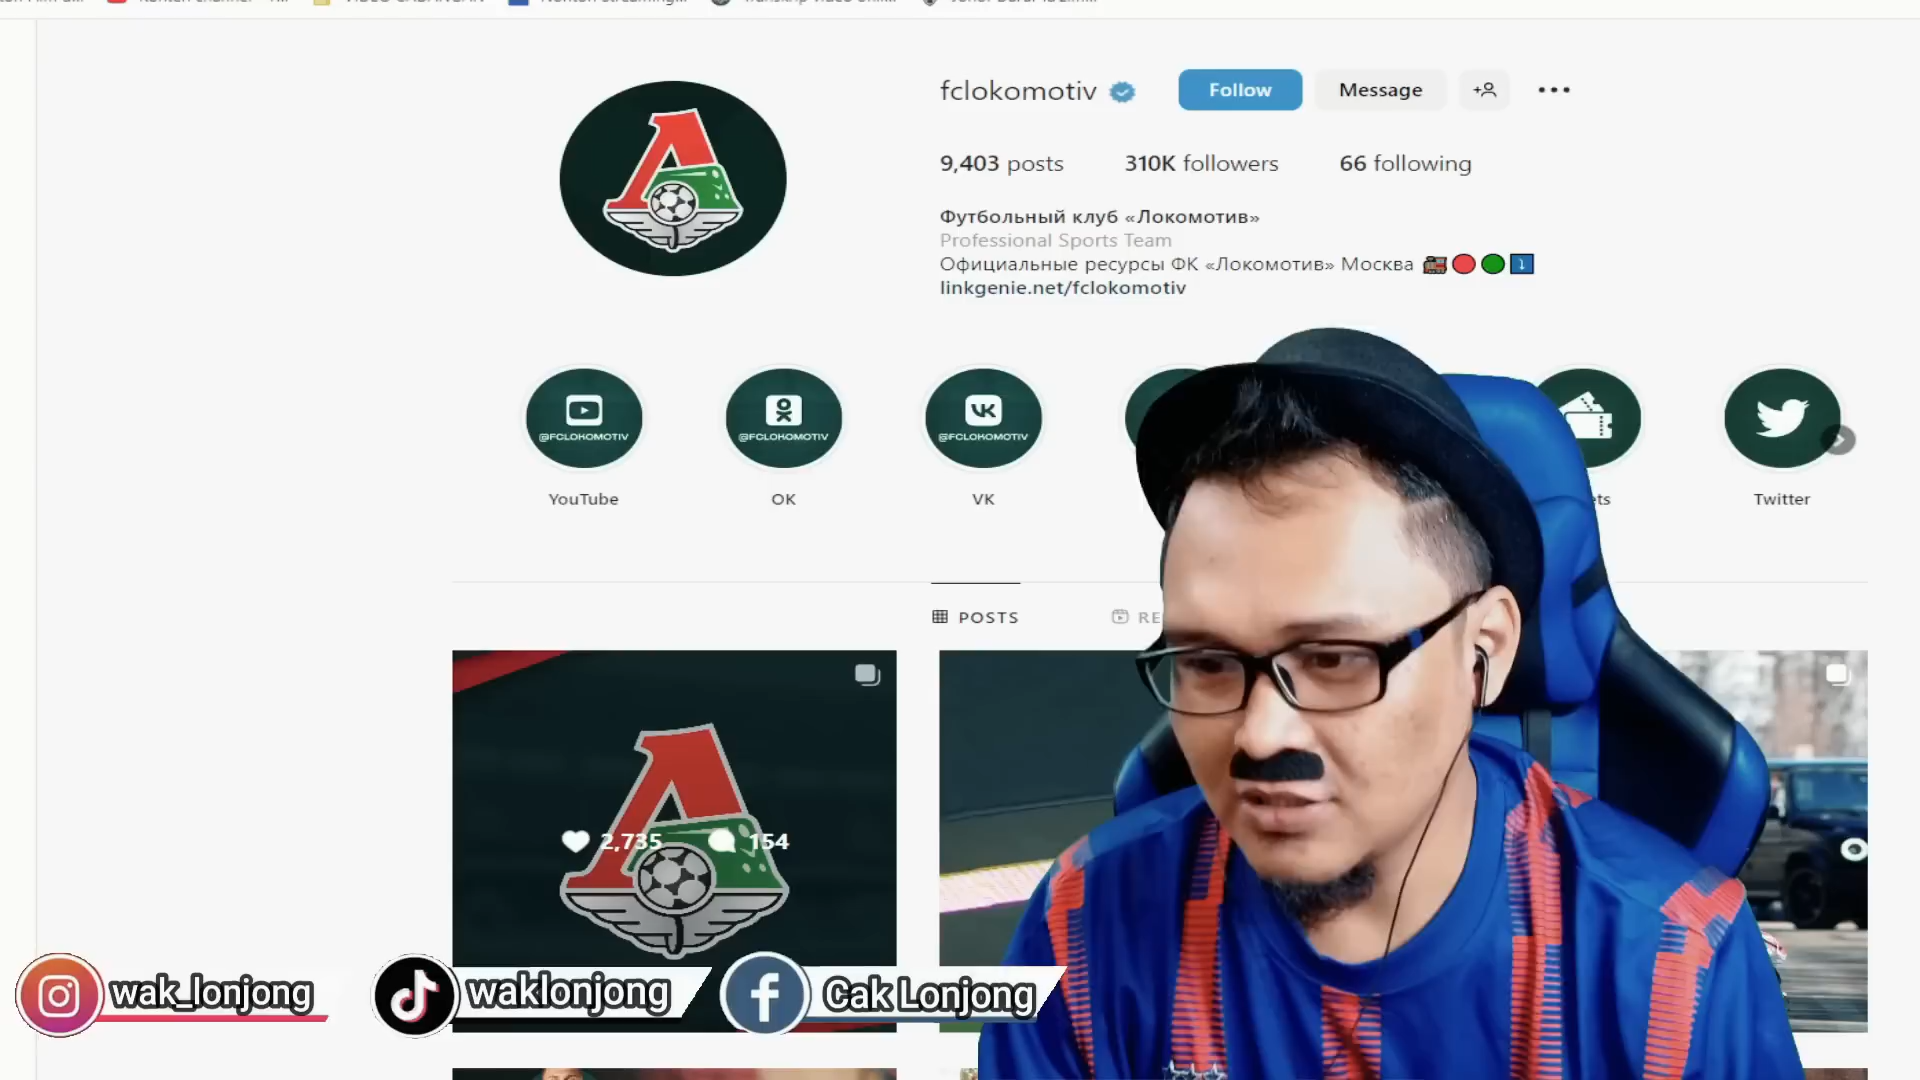 fclokomotiv
Follow
Message
9,403 posts
310K followers
66 following
Футбольный клуб «Локомотив»
Professional Sports Team
Официальные ресурсы ФК «Локомотив» Москва
linkgenie.net/fclokomotiv
@FCLOKOMOTIV
@FCLOKOMOTIV
@FCLOKOMOTIV
YouTube
OK
VK
Twitter
POSTS
2,735
154
wak_lonjong
waklonjong
Cak Lonjong